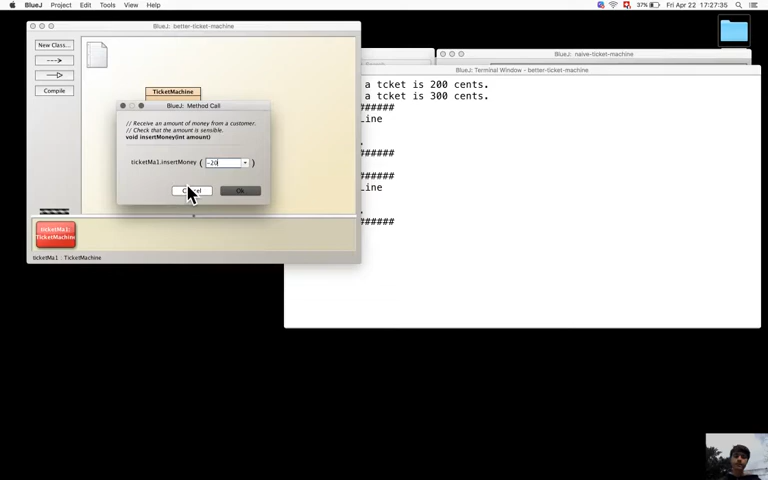 BlueJ Project Edit Tools View Help
37% Fri Apr 22 17:27:35
BlueJ: better-ticket-machine
New Class...
Compile
TicketMachine
BlueJ: Method Call
// Receive an amount of money from a customer.
// Check that the amount is sensible.
void insertMoney(int amount)
ticketMa1.insertMoney ( -20 )
Ok
ticketMa1:
TicketMachine
ticketMa1 : TicketMachine
BlueJ: naive-ticket-machine
BlueJ: Terminal Window - better-ticket-machine
a tcket is 200 cents.
a tcket is 300 cents.
######
Line
.
######
######
Line
.
######